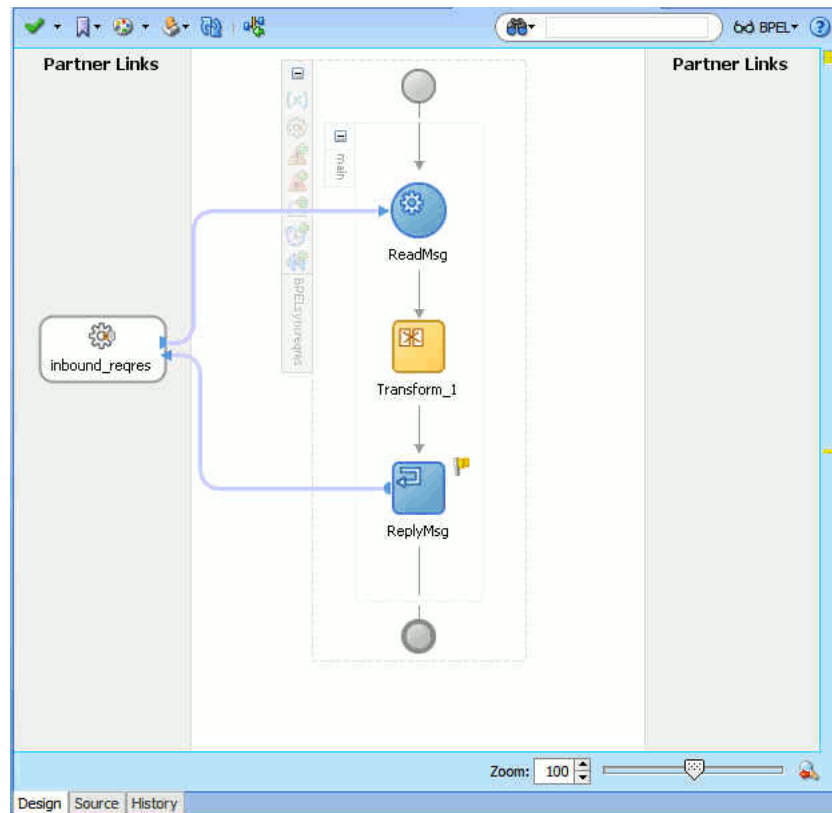 BPEL
Partner Links
Partner Links
main
ReadMsg
BPELsyncreqres
inbound_reqres
Transform_1
ReplyMsg
Zoom: 100
Design Source History